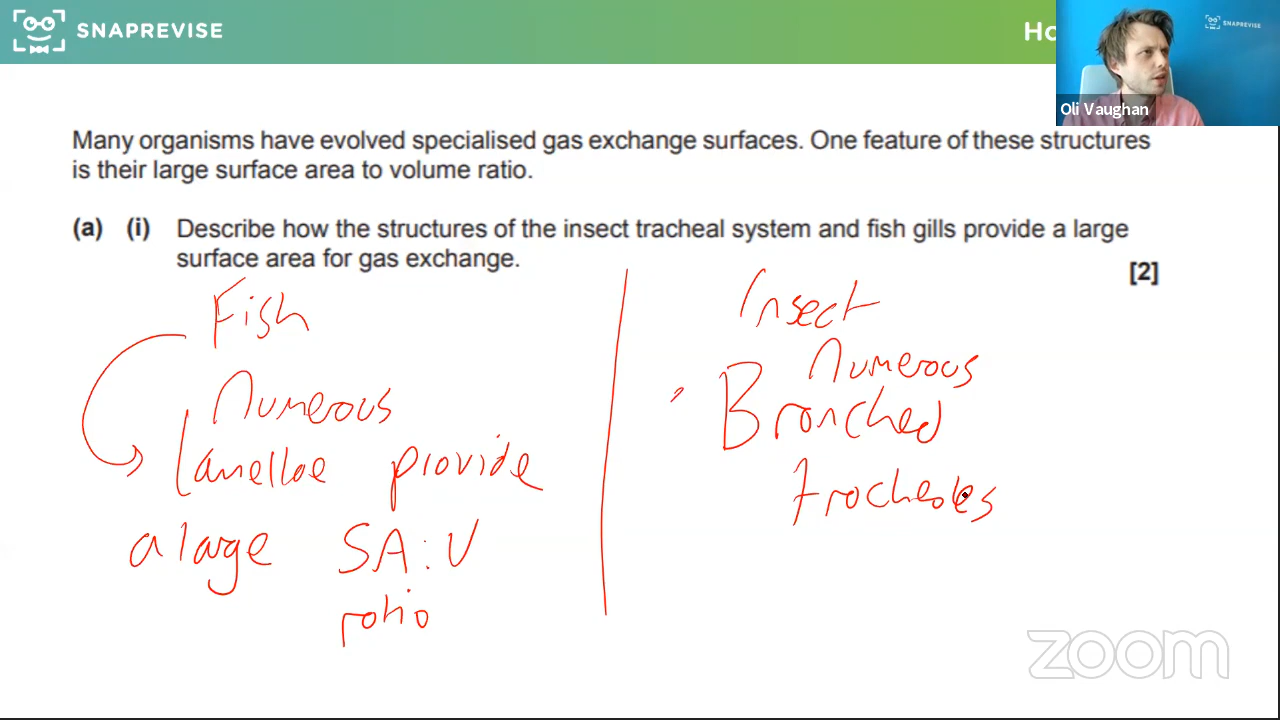 SNAPREVISE
Ho
SNAPREVISE
Oli Vaughan
Many organisms have evolved specialised gas exchange surfaces. One feature of these structures
is their large surface area to volume ratio.
(a) (i) Describe how the structures of the insect tracheal system and fish gills provide a large
surface area for gas exchange.
[2]
Fish
Numerous
Lamellae provide
a large SA:V
ratio
Insect
Numerous
Branched
tracheoles
zoom